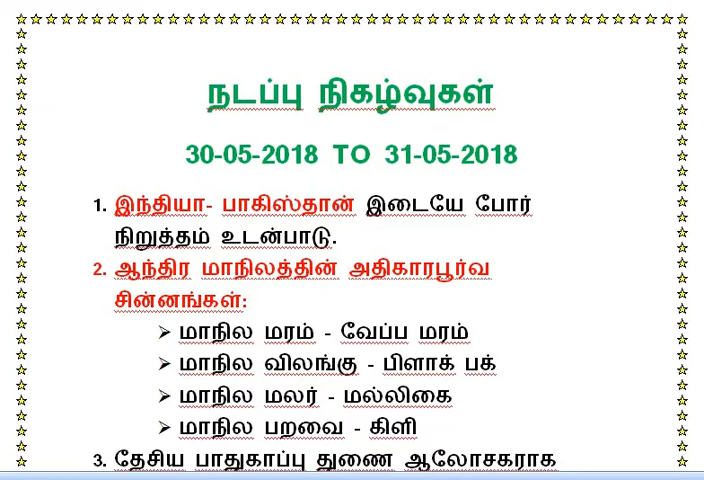 நடப்பு நிகழ்வுகள்
30-05-2018 TO 31-05-2018
1. இந்தியா- பாகிஸ்தான் இடையே போர்
நிறுத்தம் உடன்பாடு.
2. ஆந்திர மாநிலத்தின் அதிகாரபூர்வ
சின்னங்கள்:
➢ மாநில மரம் - வேப்ப மரம்
➢ மாநில விலங்கு - பிளாக் பக்
➢ மாநில மலர் - மல்லிகை
➢ மாநில பறவை - கிளி
3. தேசிய பாதுகாப்பு துணை ஆலோசகராக